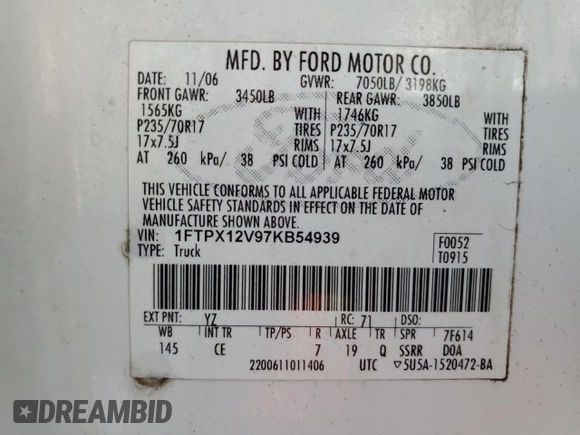 MFD. BY FORD MOTOR CO.
DATE: 11/06 GVWR: 7050LB/ 3198KG
FRONT GAWR: 3450LB REAR GAWR: 3850LB
1565KG WITH 1746KG WITH
P235/70R17 TIRES P235/70R17 TIRES
17x7.5J RIMS 17x7.5J RIMS
AT 260 kPa/ 38 PSI COLD AT 260 kPa/ 38 PSI COLD
Ford
THIS VEHICLE CONFORMS TO ALL APPLICABLE FEDERAL MOTOR
VEHICLE SAFETY STANDARDS IN EFFECT ON THE DATE OF
MANUFACTURE SHOWN ABOVE.
VIN: 1FTPX12V97KB54939 F0052
TYPE: Truck T0915
EXT PNT: YZ RC: 71 DSO:
WB INT TR TP/PS R AXLE TR SPR 7F614
145 CE 7 19 Q SSRR D0A
2200611011406 UTC ▽5U5A-1520472-BA
DREAMBID